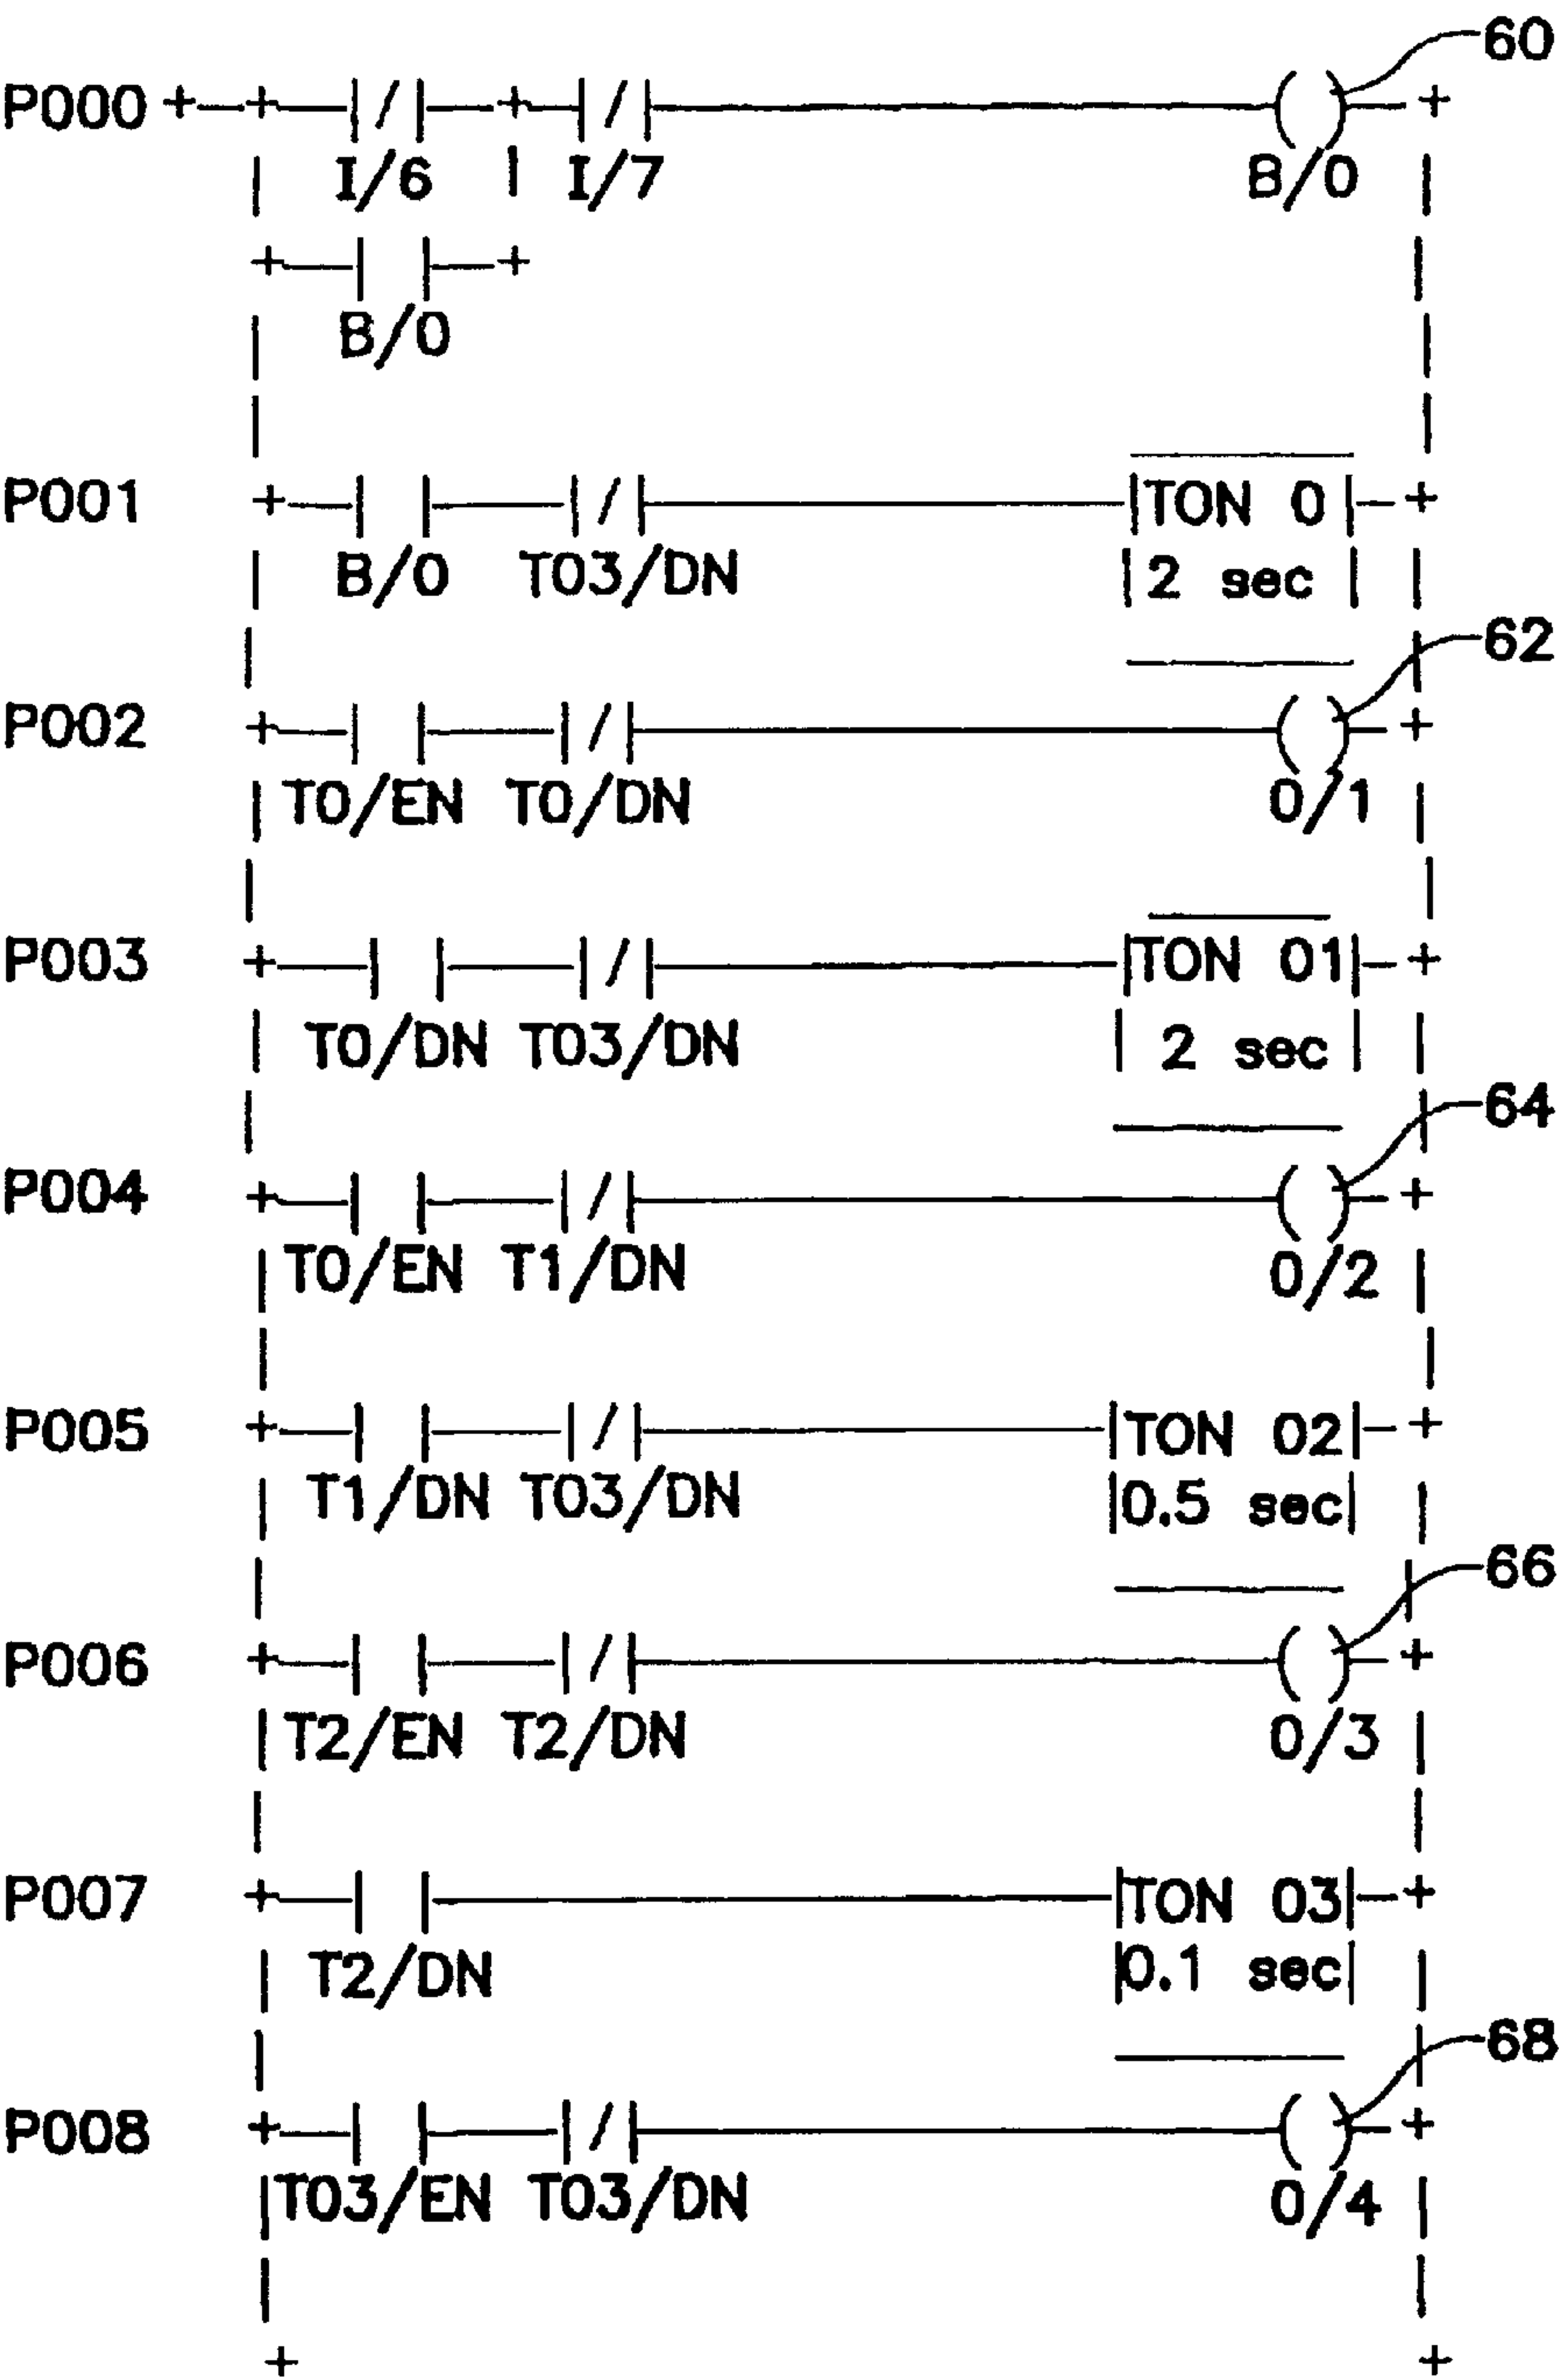 60
P000
I/6 I/7 B/0
B/0
P001 TON 0
B/0 T03/DN 2 sec
62
P002
T0/EN T0/DN 0/1
P003 TON 01
T0/DN T03/DN 2 sec
64
P004
T0/EN T1/DN 0/2
P005 TON 02
T1/DN T03/DN 0.5 sec
66
P006
T2/EN T2/DN 0/3
P007 TON 03
T2/DN 0.1 sec
68
P008
T03/EN T03/DN 0/4